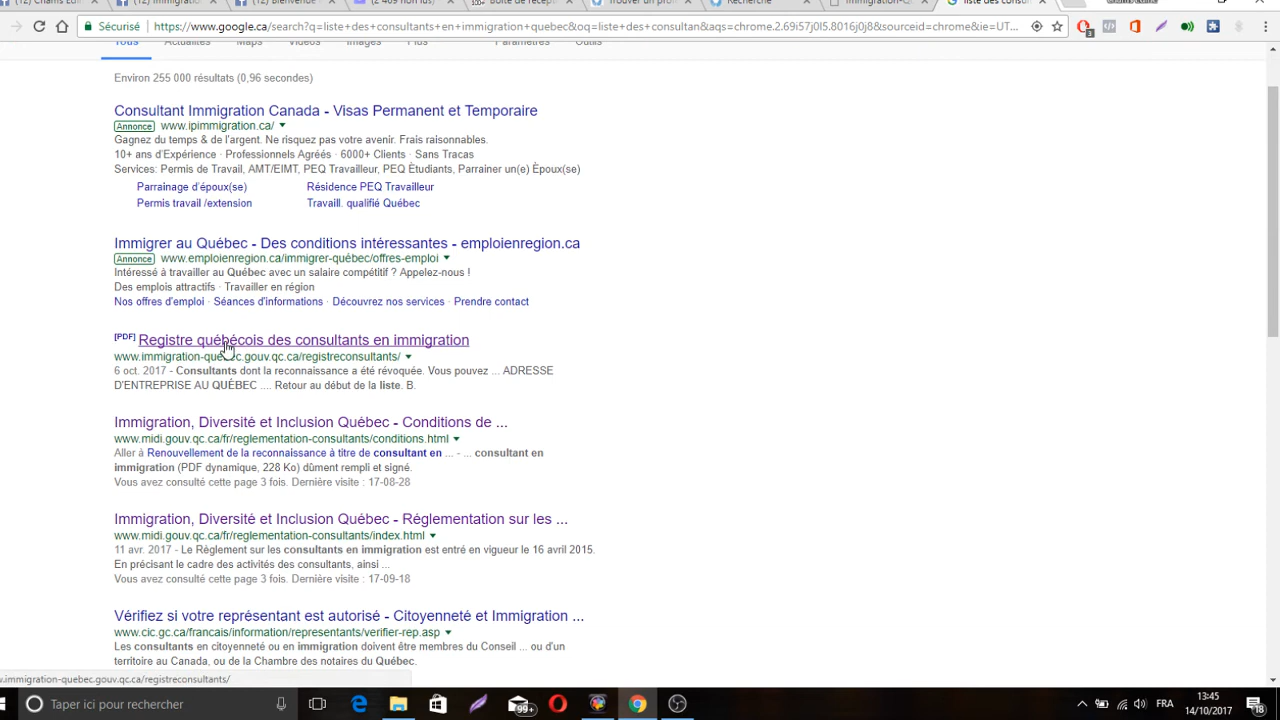 (12) Immigration
(12) Bienvenue
Recherche
Sécurisé
https://www.google.ca/search?q=liste+des+consultants+en+immigration+quebec&oq=liste+des+consultan&aqs=chrome.2.69i57j0l5.8016j0j8&sourceid=chrome&ie=UT...
Tous Actualités Maps Vidéos Images Plus Paramètres Outils
Environ 255 000 résultats (0,96 secondes)
Consultant Immigration Canada - Visas Permanent et Temporaire
Annonce www.ipimmigration.ca/
Gagnez du temps & de l'argent. Ne risquez pas votre avenir. Frais raisonnables.
10+ ans d'Expérience · Professionnels Agréés · 6000+ Clients · Sans Tracas
Services: Permis de Travail, AMT/EIMT, PEQ Travailleur, PEQ Étudiants, Parrainer un(e) Époux(se)
Parrainage d'époux(se) Résidence PEQ Travailleur
Permis travail /extension Travaill. qualifié Québec
Immigrer au Québec - Des conditions intéressantes - emploienregion.ca
Annonce www.emploienregion.ca/immigrer-québec/offres-emploi
Intéressé à travailler au Québec avec un salaire compétitif ? Appelez-nous !
Des emplois attractifs · Travailler en région
Nos offres d'emploi · Séances d'informations · Découvrez nos services · Prendre contact
[PDF] Registre québécois des consultants en immigration
www.immigration-quebec.gouv.qc.ca/registreconsultants/
6 oct. 2017 - Consultants dont la reconnaissance a été révoquée. Vous pouvez ... ADRESSE
D'ENTREPRISE AU QUÉBEC .... Retour au début de la liste. B.
Immigration, Diversité et Inclusion Québec - Conditions de ...
www.midi.gouv.qc.ca/fr/reglementation-consultants/conditions.html
Aller à Renouvellement de la reconnaissance à titre de consultant en ... - ... consultant en
immigration (PDF dynamique, 228 Ko) dûment rempli et signé.
Vous avez consulté cette page 3 fois. Dernière visite : 17-08-28
Immigration, Diversité et Inclusion Québec - Réglementation sur les ...
www.midi.gouv.qc.ca/fr/reglementation-consultants/index.html
11 avr. 2017 - Le Règlement sur les consultants en immigration est entré en vigueur le 16 avril 2015.
En précisant le cadre des activités des consultants, ainsi ...
Vous avez consulté cette page 3 fois. Dernière visite : 17-09-18
Vérifiez si votre représentant est autorisé - Citoyenneté et Immigration ...
www.cic.gc.ca/francais/information/representants/verifier-rep.asp
Les consultants en citoyenneté ou en immigration doivent être membres du Conseil ... ou d'un
territoire au Canada, ou de la Chambre des notaires du Québec.
w.immigration-quebec.gouv.qc.ca/registreconsultants/
Taper ici pour rechercher
99+
FRA
13:45
14/10/2017
18